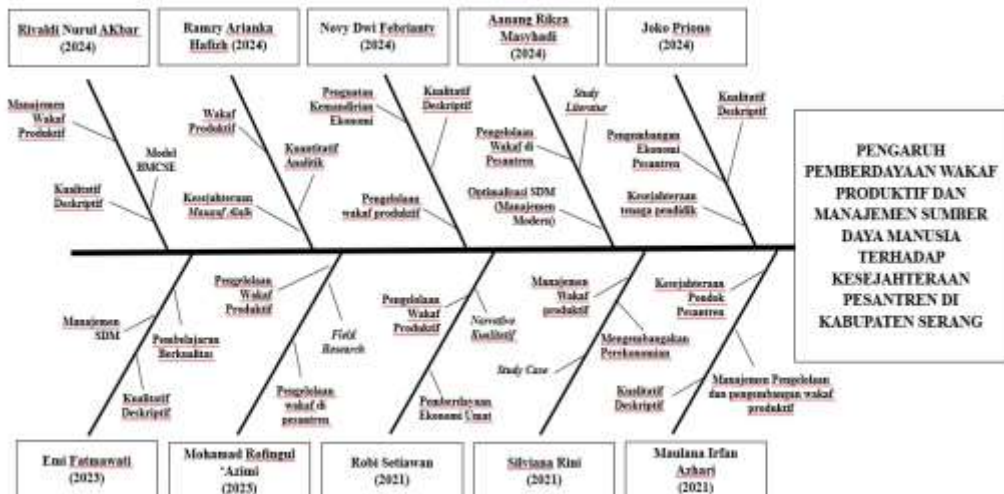 Rivaldi Nurul AKbar
(2024)
Ramzy Arianka
Hafizh (2024)
Novy Dwi Febrianty
(2024)
Aanang Rikza
Masyhadi
(2024)
Joko Priono
(2024)
Manajemen
Wakaf
Produktif
Model
BMCSE
Kualitatif
Deskriptif
Wakaf
Produktif
Kuantitatif
Analitik
Kesejahteraan
Mauquf Alaih
Penguatan
Kemandirian
Ekonomi
Kualitatif
Deskriptif
Pengelolaan
wakaf produktif
Study
Literatur
Pengelolaan
Wakaf di
Pesantren
Optimalisasi SDM
(Manajemen
Modern)
Kualitatif
Deskriptif
Pengembangan
Ekonomi
Pesantren
Kesejahteraan
tenaga pendidik
PENGARUH
PEMBERDAYAAN WAKAF
PRODUKTIF DAN
MANAJEMEN SUMBER
DAYA MANUSIA
TERHADAP
KESEJAHTERAAN
PESANTREN DI
KABUPATEN SERANG
Manajemen
SDM
Pembelajaran
Berkualitas
Kualitatif
Deskriptif
Pengelolaan
Wakaf
Produktif
Field
Research
Pengelolaan
wakaf di
pesantren
Pengelolaan
Wakaf
Produktif
Narrative
Kualitatif
Pemberdayaan
Ekonomi Umat
Manajemen
Wakaf
produktif
Mengembangakan
Perekonomian
Study Case
Kesejahteraan
Pondok
Pesantren
Kualitatif
Deskriptif
Manajemen Pengelolaan
dan pengembangan wakaf
produktif
Emi Fatmawati
(2023)
Mohamad Rofingul
‘Azimi
(2023)
Robi Setiawan
(2021)
Silviana Rini
(2021)
Maulana Irfan
Azhari
(2021)